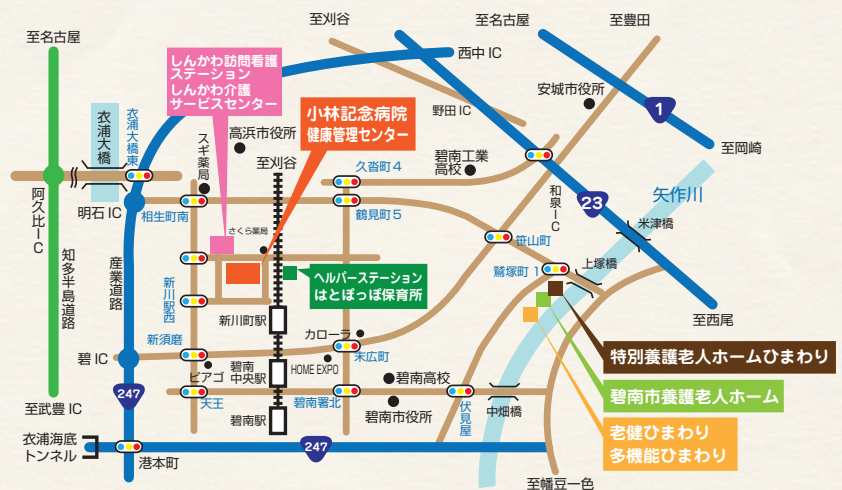 至刈谷
至名古屋
至豊田
至名古屋
西中 IC
しんかわ訪問看護
ステーション
しんかわ介護
サービスセンター
安城市役所
1
野田 IC
小林記念病院
健康管理センター
衣浦大橋
衣浦大橋東
スギ薬局
高浜市役所
至刈谷
久沓町 4
碧南工業
高校
至岡崎
和泉IC
23
矢作川
米津橋
明石 IC
相生町南
さくら薬局
鶴見町 5
笹山町
上塚橋
鷲塚町 1
阿久比IC
知多半島道路
産業道路
新川駅西
ヘルパーステーション
はとぽっぽ保育所
新川町駅
至西尾
新須磨
カローラ
末広町
特別養護老人ホームひまわり
碧 IC
ピアゴ
碧南
中央駅
HOME EXPO
碧南高校
碧南市養護老人ホーム
247
天王
碧南署北
碧南市役所
伏見屋
中畑橋
至武豊 IC
碧南駅
老健ひまわり
多機能ひまわり
衣浦海底
トンネル
港本町
247
至幡豆一色